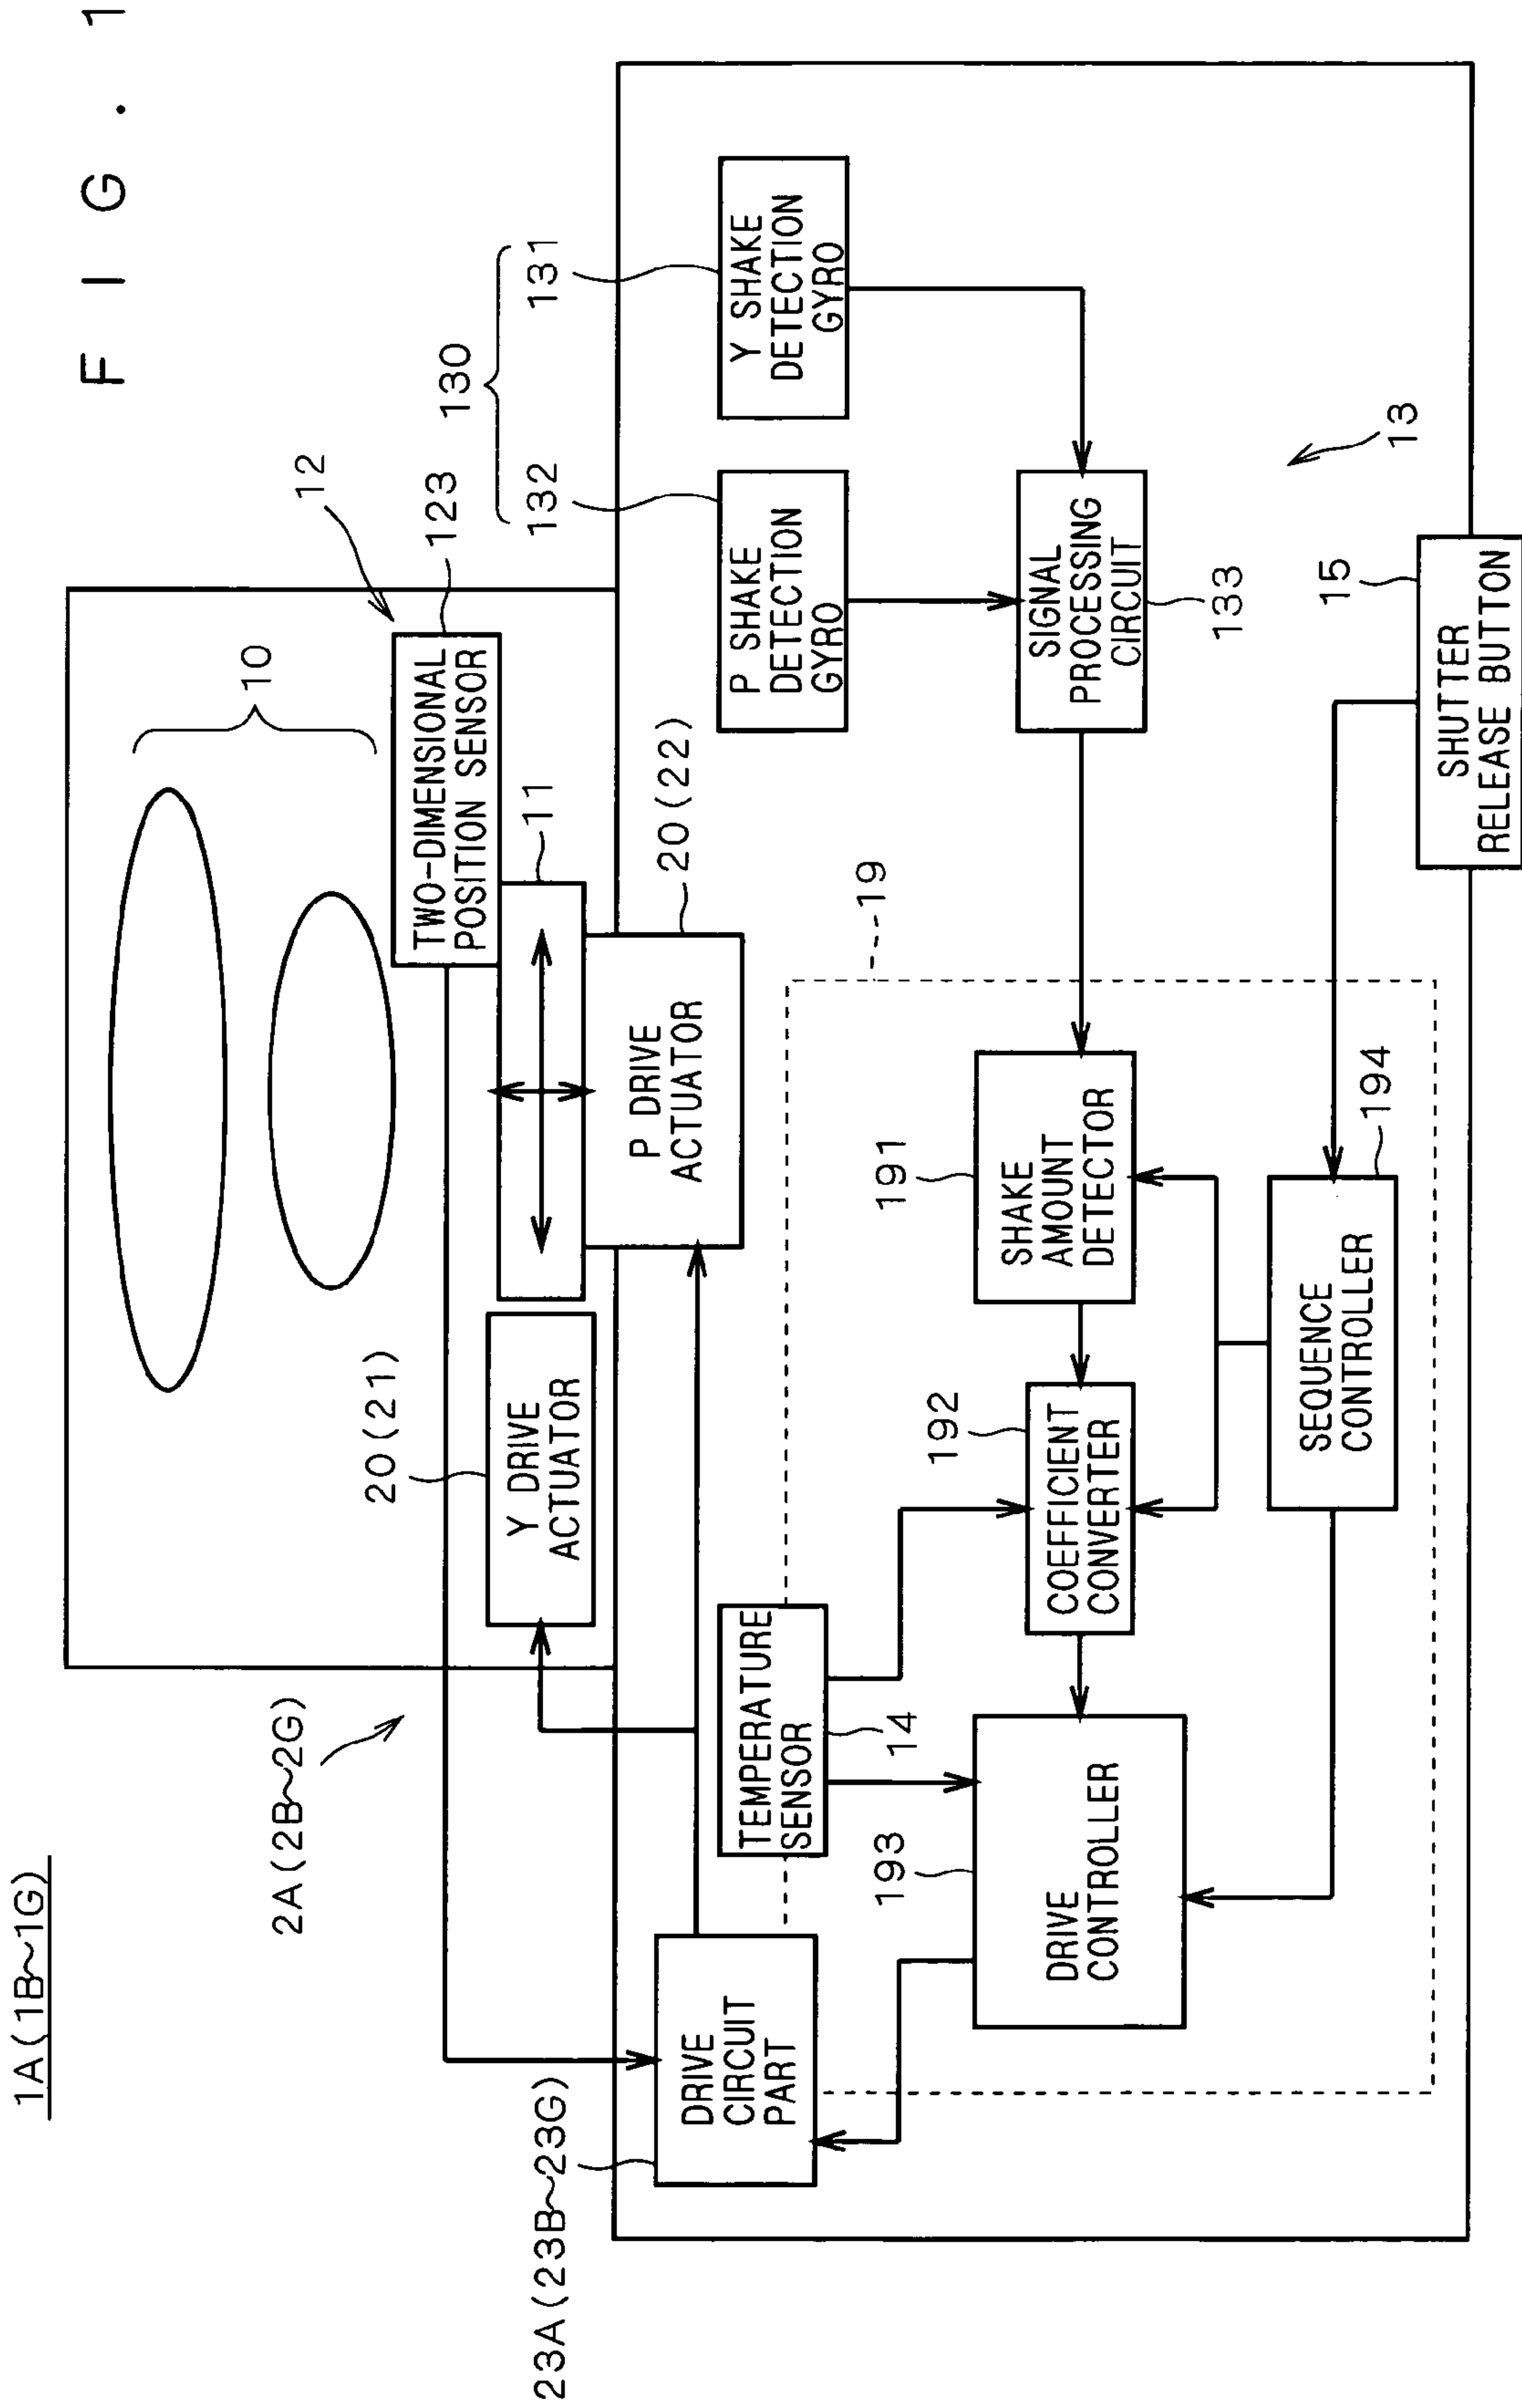 FIG. 1
1A(1B~1G)
2A(2B~2G)
10
12
TWO-DIMENSIONAL
POSITION SENSOR
123
11
20(21)
Y DRIVE
ACTUATOR
P DRIVE
ACTUATOR
20(22)
130
132
131
P SHAKE
DETECTION
GYRO
Y SHAKE
DETECTION
GYRO
23A(23B~23G)
DRIVE
CIRCUIT
PART
TEMPERATURE
SENSOR
14
19
193
DRIVE
CONTROLLER
192
COEFFICIENT
CONVERTER
191
SHAKE
AMOUNT
DETECTOR
SIGNAL
PROCESSING
CIRCUIT
133
SEQUENCE
CONTROLLER
194
13
15
SHUTTER
RELEASE BUTTON